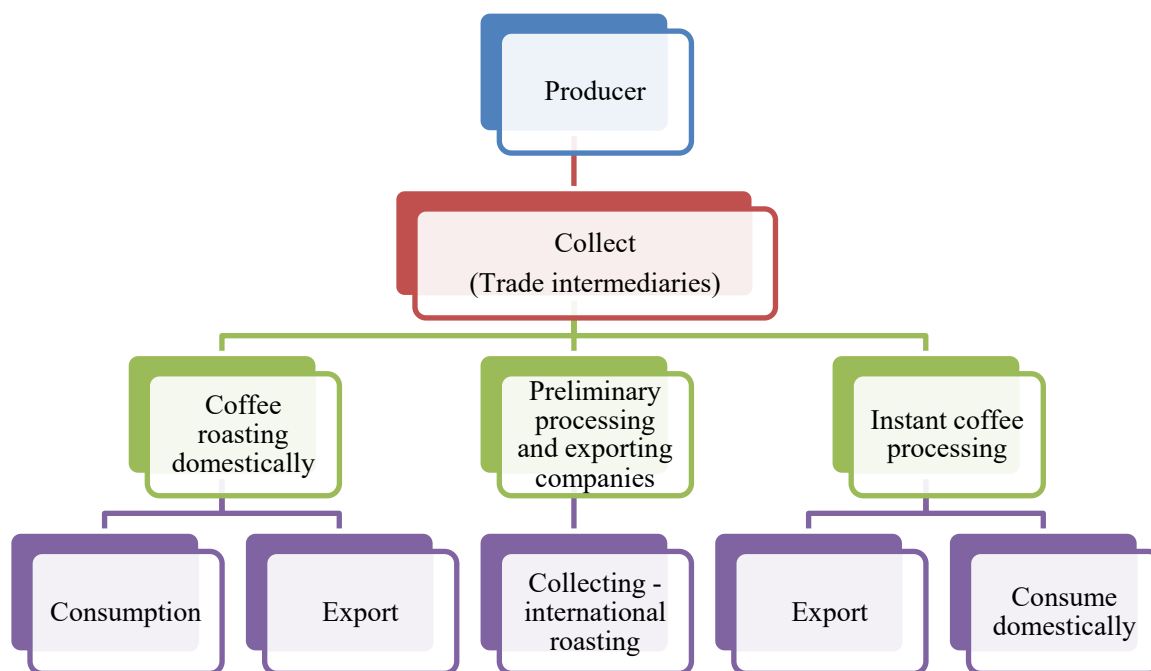 Producer
Collect
(Trade intermediaries)
Coffee
roasting
domestically
Preliminary
processing
and exporting
companies
Instant coffee
processing
Consumption
Export
Collecting -
international
roasting
Export
Consume
domestically